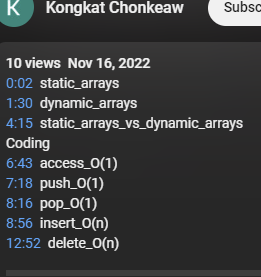 K Kongkat Chonkeaw Subsc
10 views Nov 16, 2022
0:02 static_arrays
1:30 dynamic_arrays
4:15 static_arrays_vs_dynamic_arrays
Coding
6:43 access_O(1)
7:18 push_O(1)
8:16 pop_O(1)
8:56 insert_O(n)
12:52 delete_O(n)